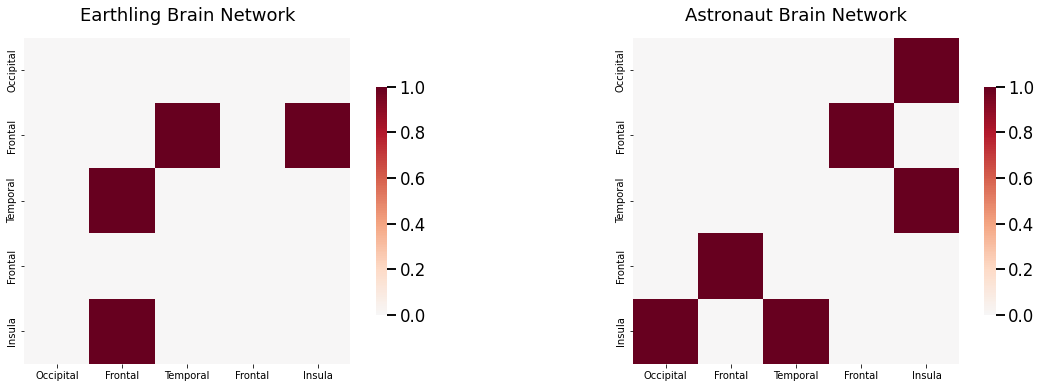 Earthling Brain Network
Occipital
Frontal
Temporal
Frontal
Insula
Occipital Frontal Temporal Frontal Insula
1.0
0.8
0.6
0.4
0.2
0.0
Astronaut Brain Network
Occipital
Frontal
Temporal
Frontal
Insula
Occipital Frontal Temporal Frontal Insula
1.0
0.8
0.6
0.4
0.2
0.0